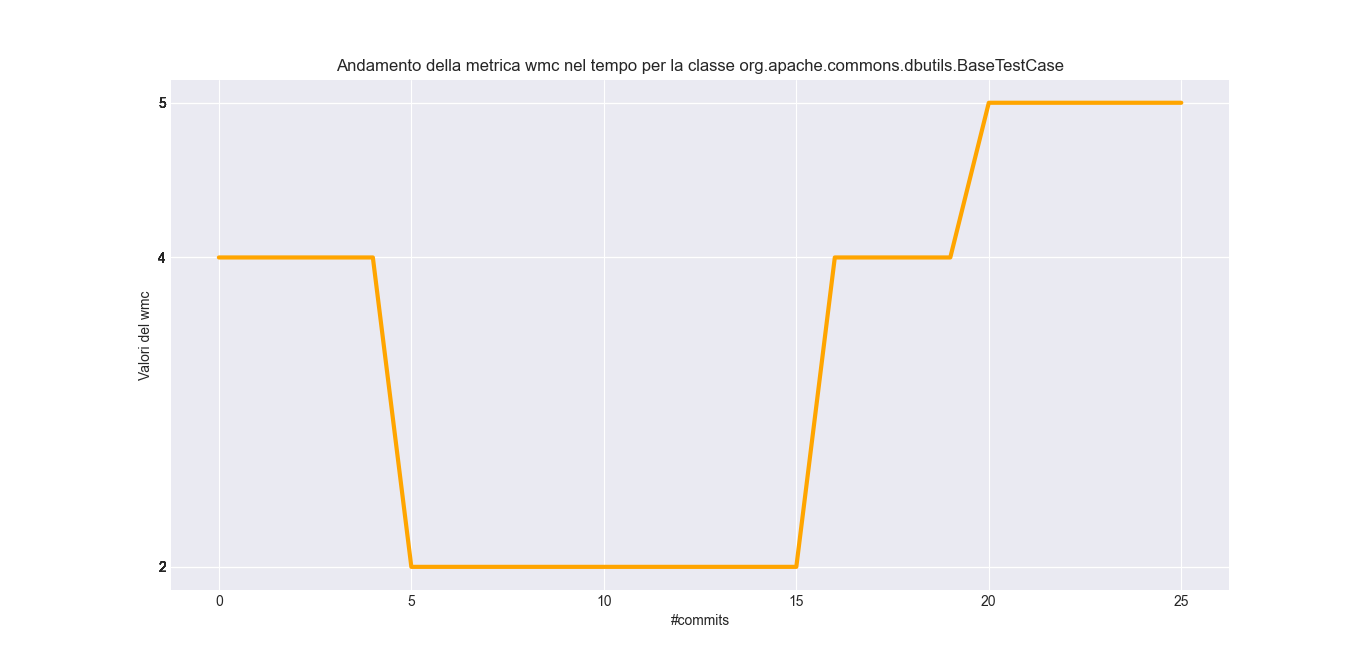 Andamento della metrica wmc nel tempo per la classe org.apache.commons.dbutils.BaseTestCase
5
4
2
Valori del wmc
0 5 10 15 20 25
#commits